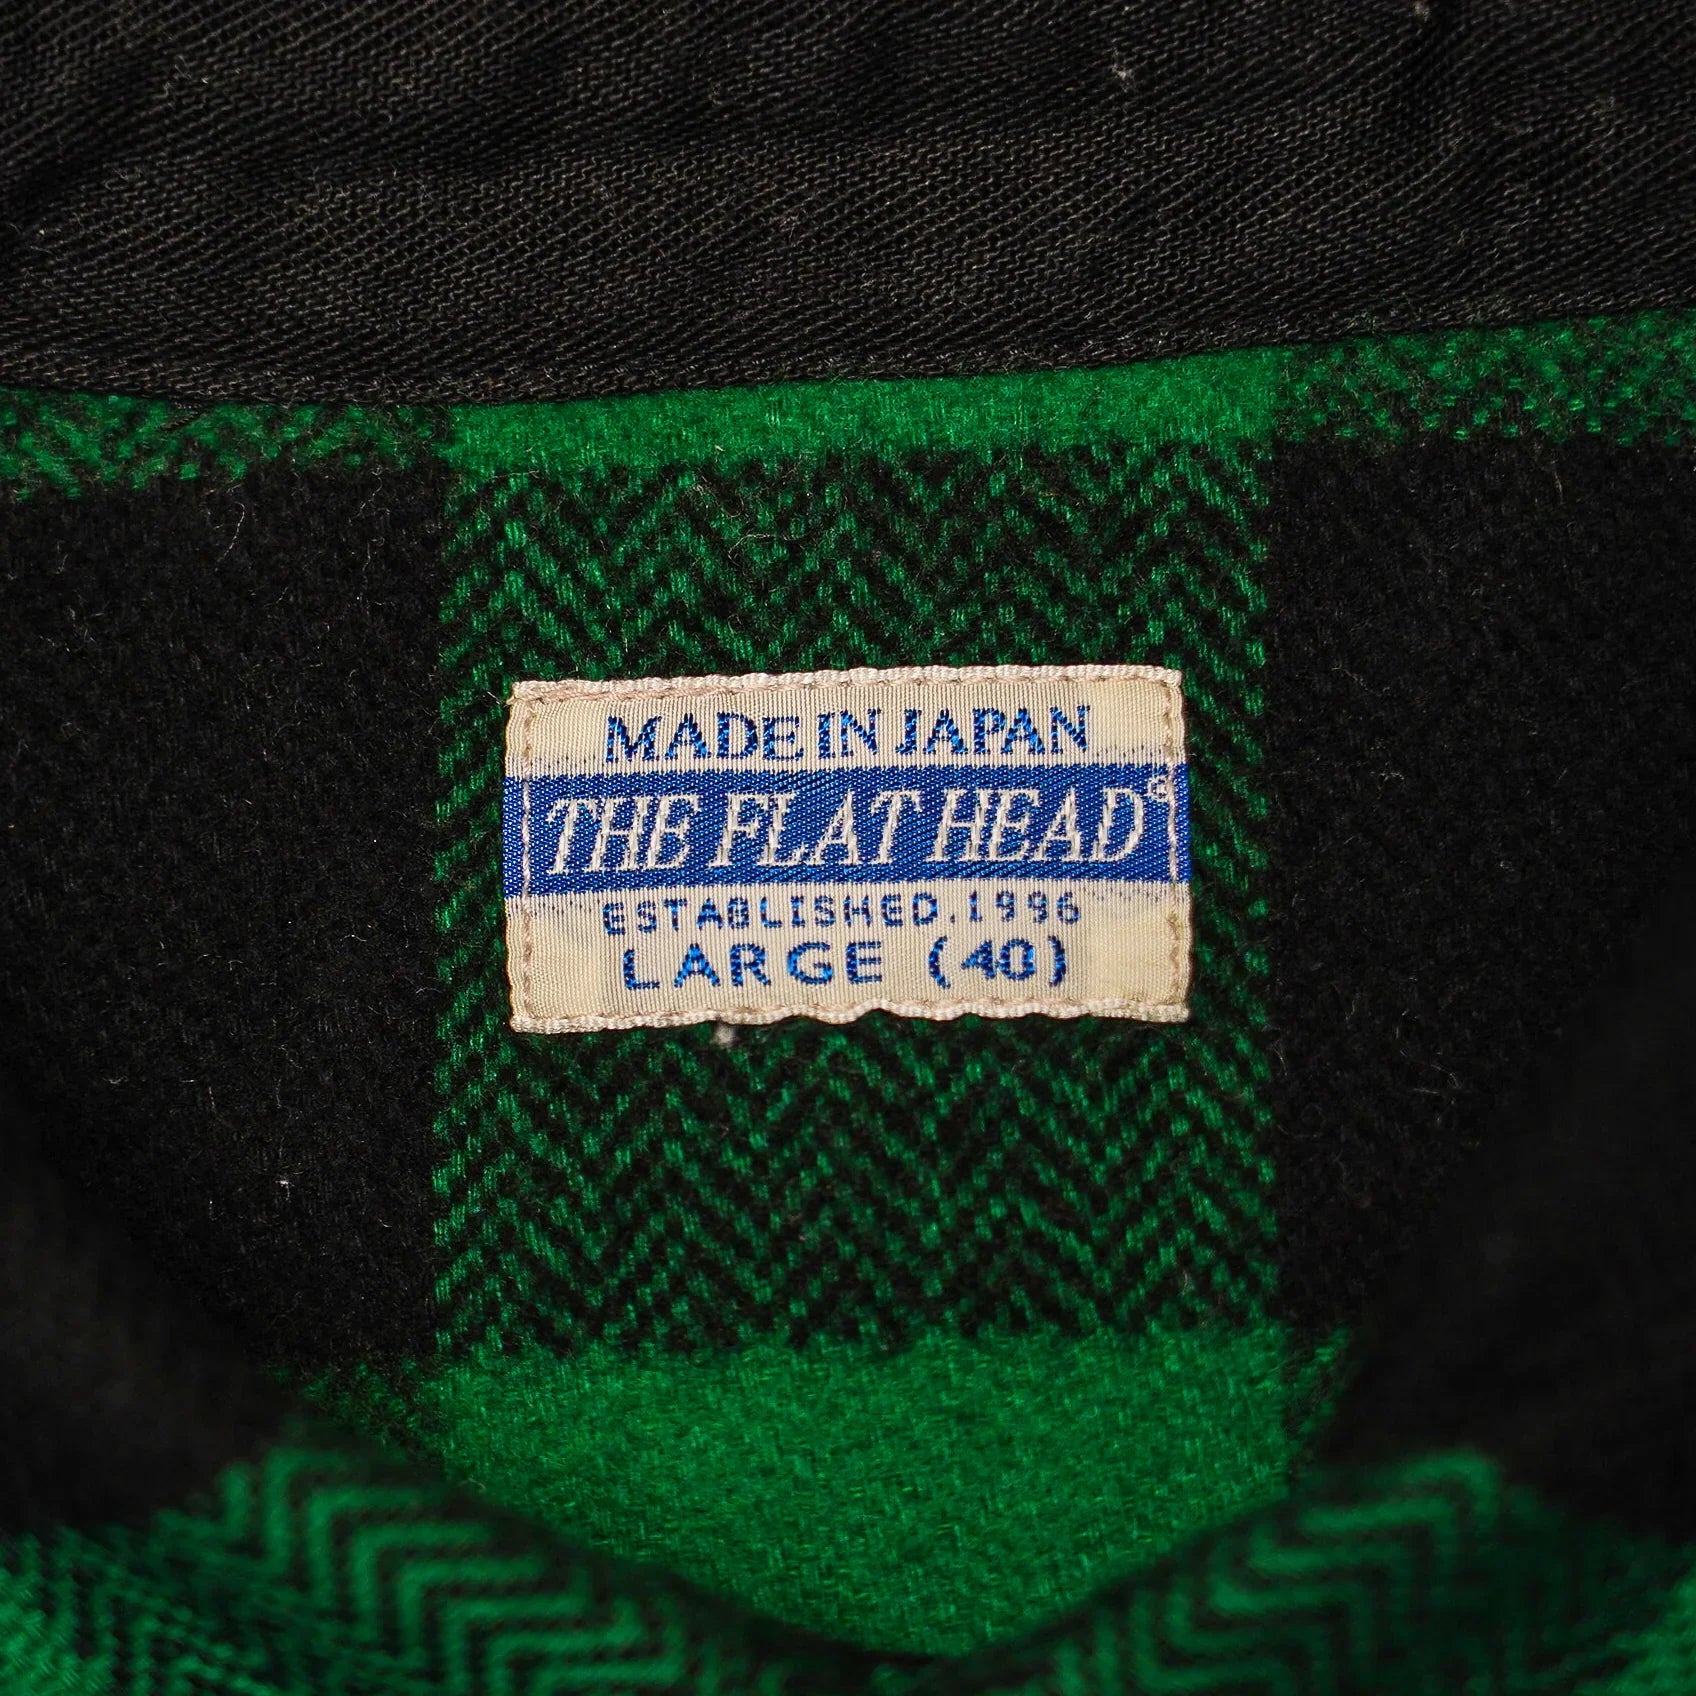 MADE IN JAPAN
THE FLAT HEAD®
ESTABLISHED.1996
LARGE (40)